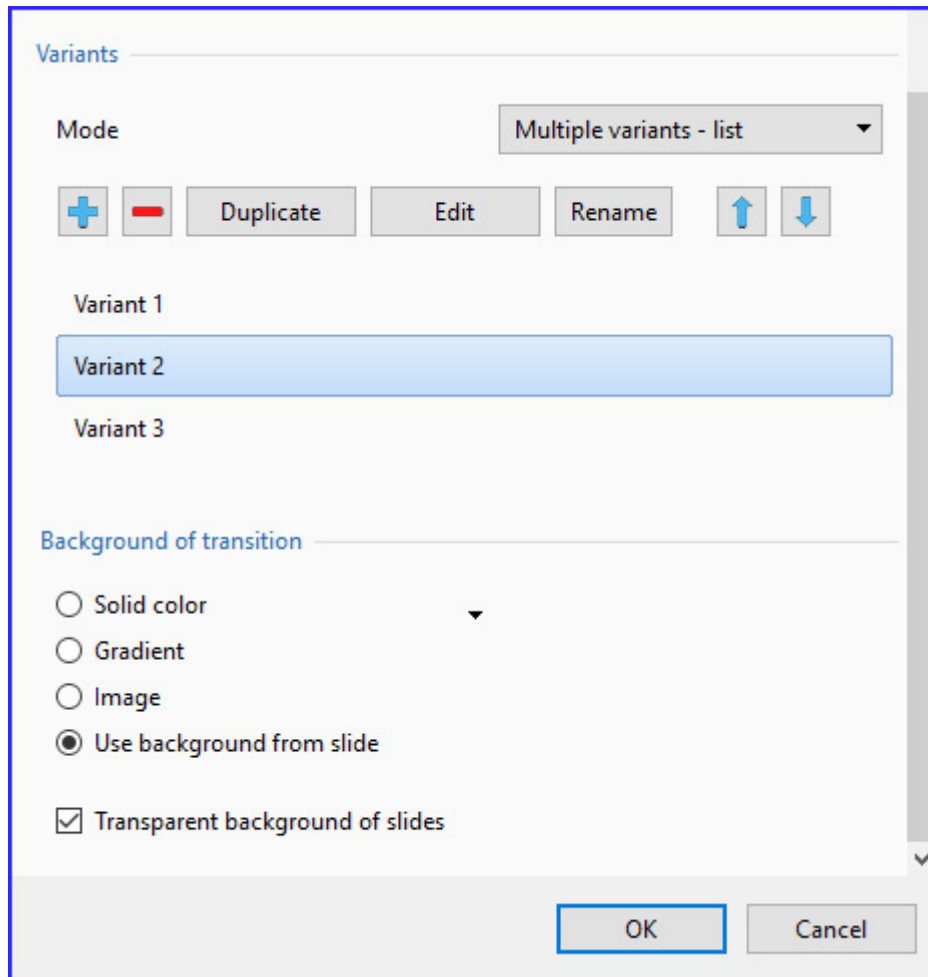 Variants
Mode Multiple variants - list
Duplicate Edit Rename
Variant 1
Variant 2
Variant 3
Background of transition
Solid color
Gradient
Image
Use background from slide
Transparent background of slides
OK Cancel